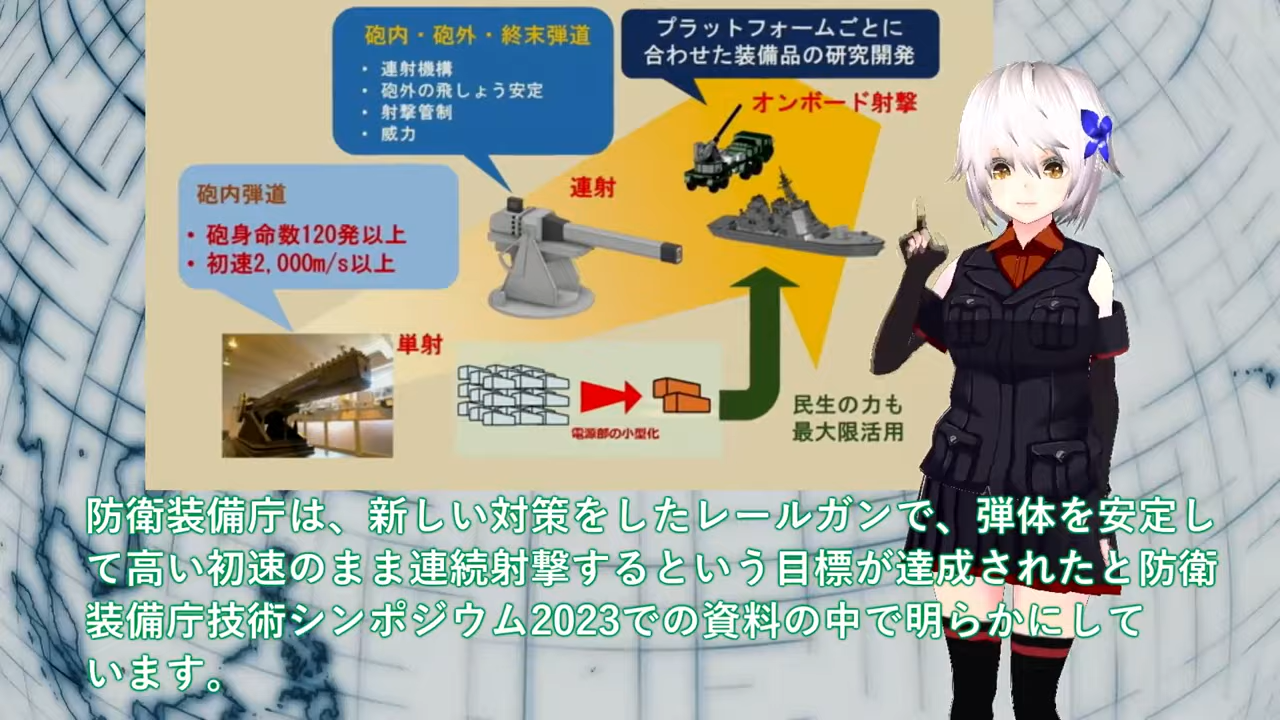 砲内・砲外・終末弾道
・ 連射機構
・ 砲外の飛しょう安定
・ 射撃管制
・ 威力
プラットフォームごとに
合わせた装備品の研究開発
オンボード射撃
連射
砲内弾道
・ 砲身命数120発以上
・ 初速2,000m/s以上
単射
電源部の小型化
民生の力も
最大限活用
防衛装備庁は、新しい対策をしたレールガンで、弾体を安定し
て高い初速のまま連続射撃するという目標が達成されたと防衛
装備庁技術シンポジウム2023での資料の中で明らかにして
います。